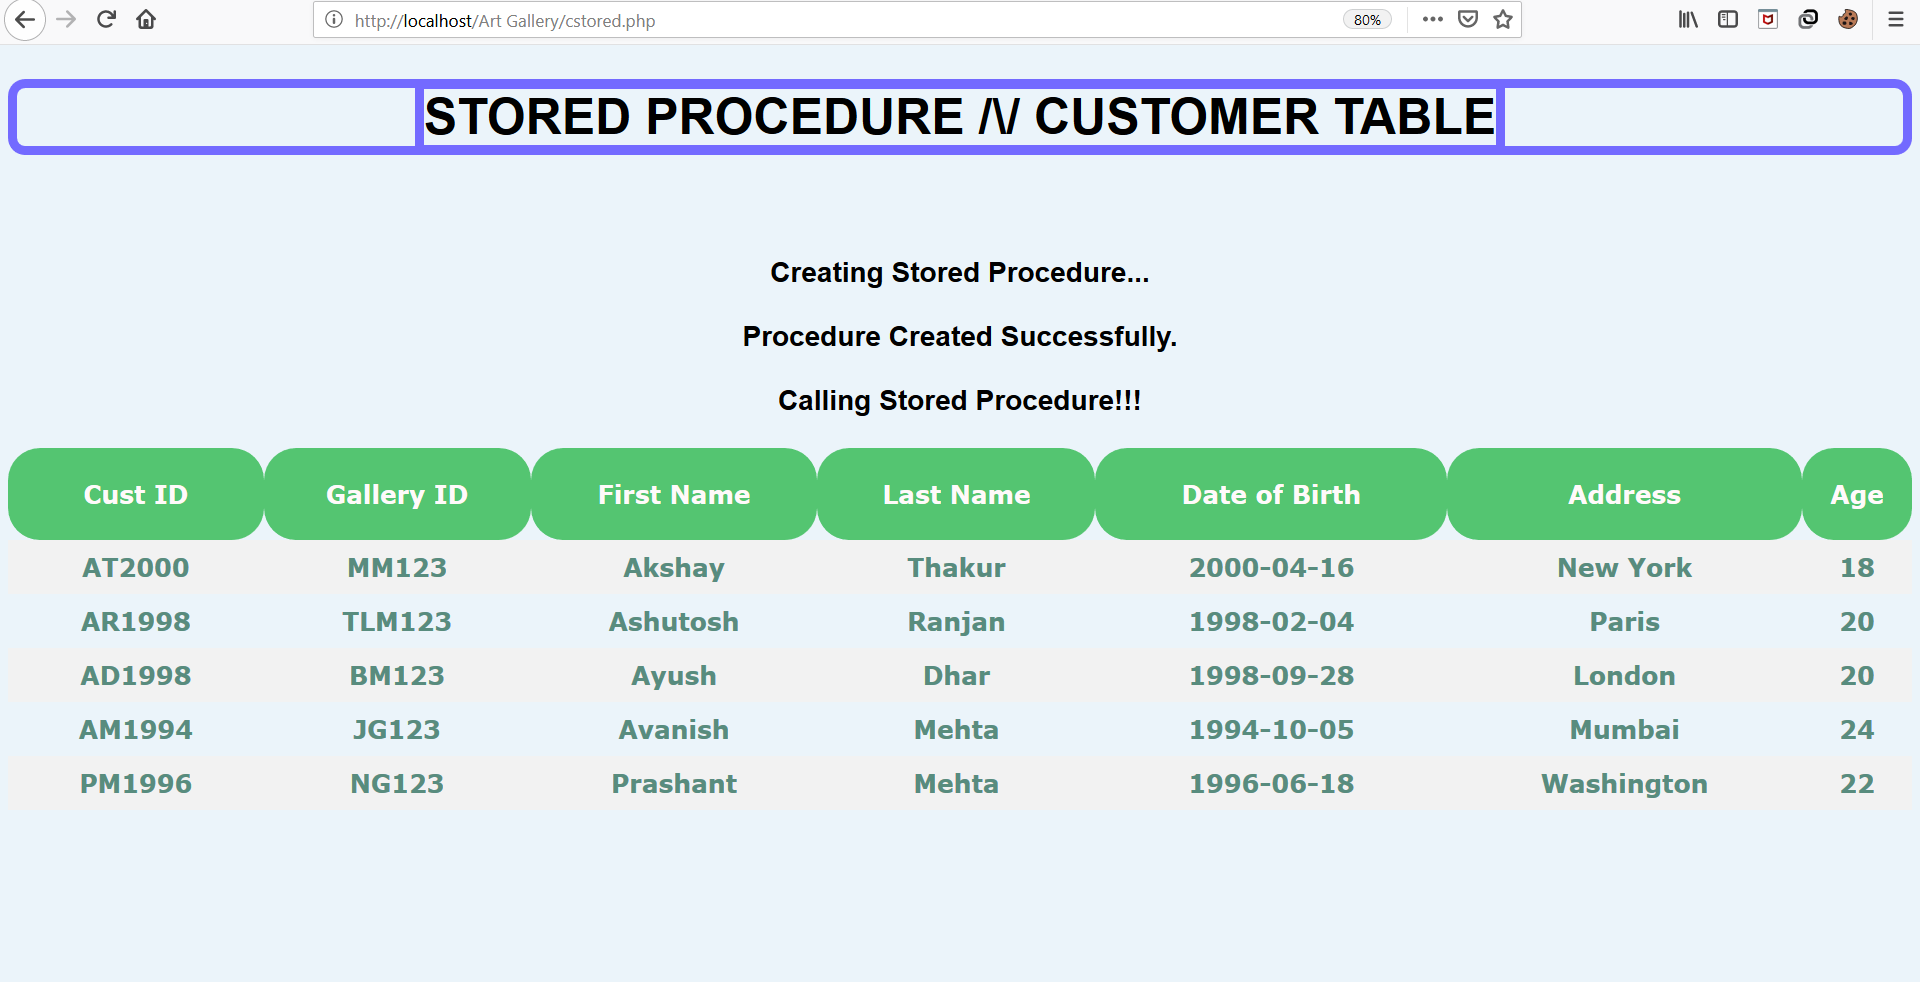 http://localhost/Art Gallery/cstored.php 80%
STORED PROCEDURE /\/ CUSTOMER TABLE
Creating Stored Procedure...
Procedure Created Successfully.
Calling Stored Procedure!!!
Cust ID Gallery ID First Name Last Name Date of Birth Address Age
AT2000 MM123 Akshay Thakur 2000-04-16 New York 18
AR1998 TLM123 Ashutosh Ranjan 1998-02-04 Paris 20
AD1998 BM123 Ayush Dhar 1998-09-28 London 20
AM1994 JG123 Avanish Mehta 1994-10-05 Mumbai 24
PM1996 NG123 Prashant Mehta 1996-06-18 Washington 22